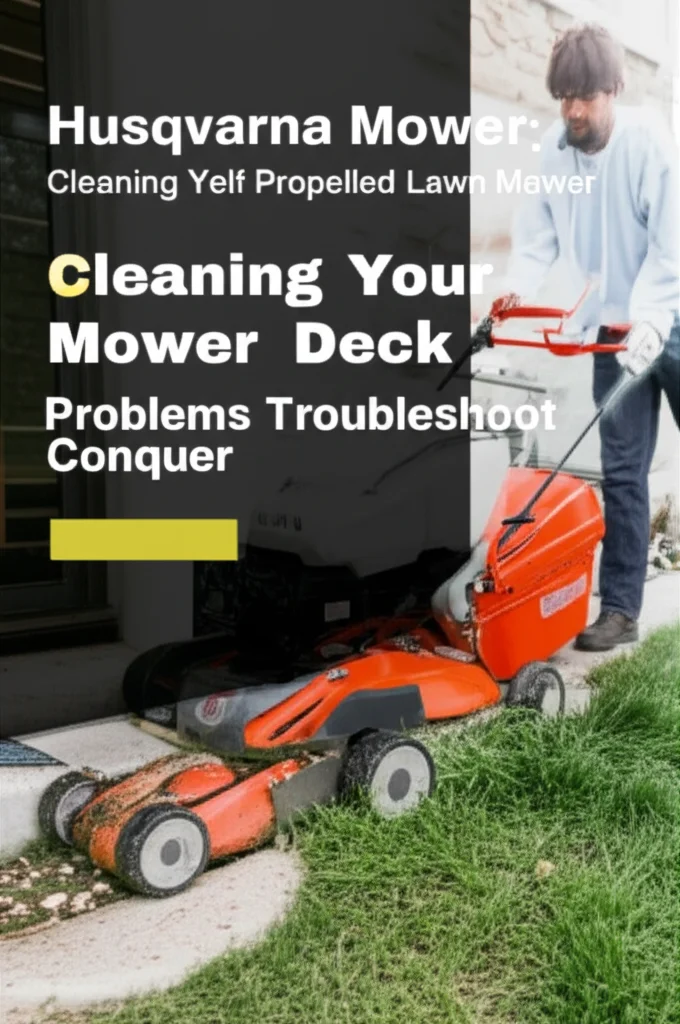 Husqvarna Mower:
Cleaning Yelf Propelled Lawn Mawer
Cleaning Your
Mower Deck
Problems Troubleshoot
Conquer